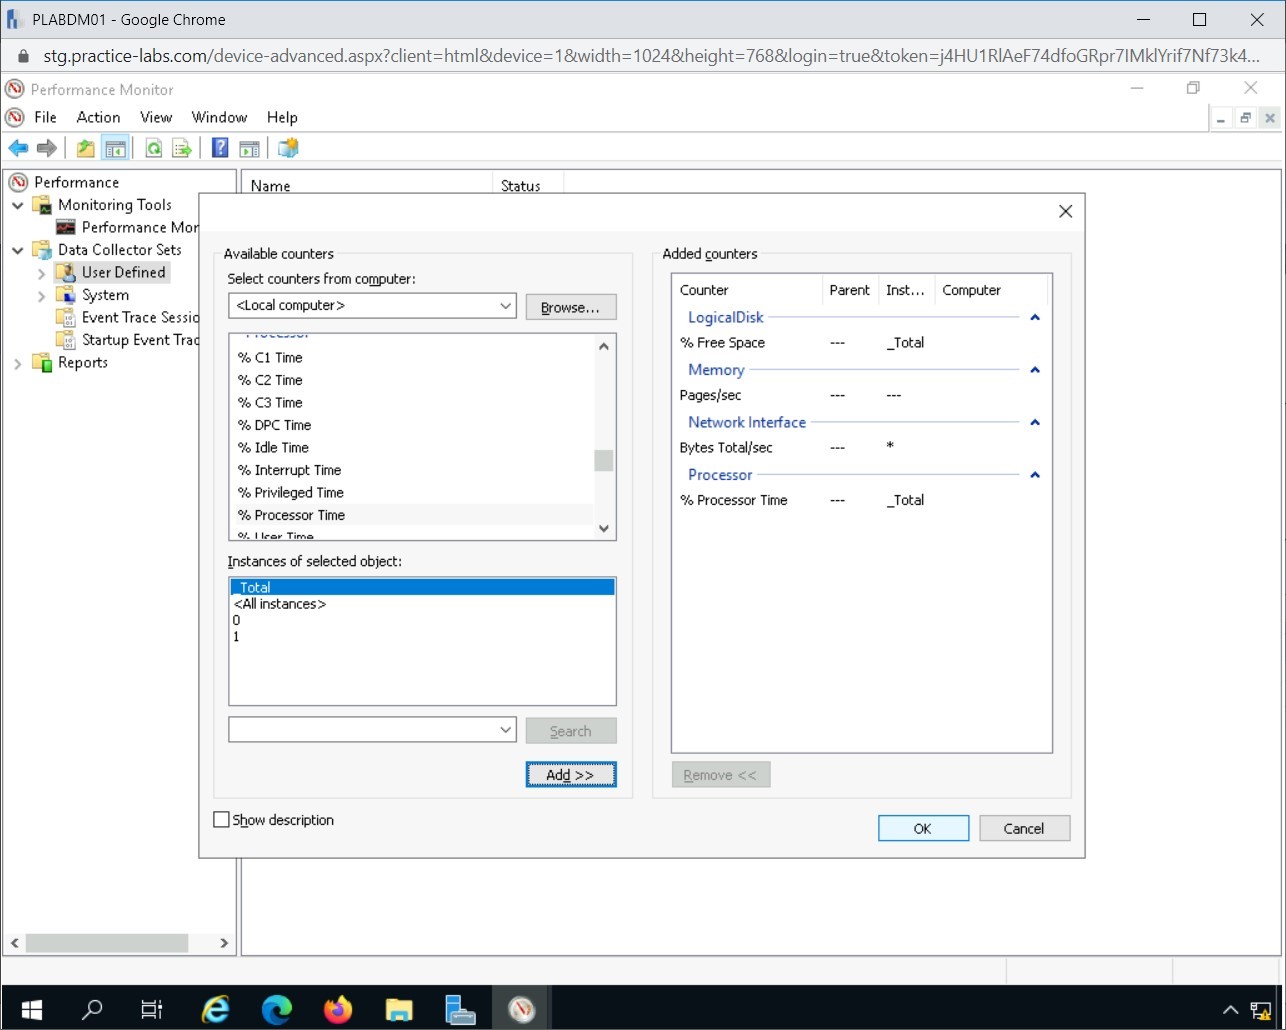 PLABDM01 - Google Chrome
stg.practice-labs.com/device-advanced.aspx?client=html&device=1&width=1024&height=768&login=true&token=j4HU1RlAeF74dfoGRpr7IMklYrif7Nf73k4...
Performance Monitor
File Action View Window Help
Performance
Monitoring Tools
Performance Mor
Data Collector Sets
User Defined
System
Event Trace Sessio
Startup Event Trac
Reports
Name Status
Available counters
Select counters from computer:
<Local computer>
Browse...
Processor
% C1 Time
% C2 Time
% C3 Time
% DPC Time
% Idle Time
% Interrupt Time
% Privileged Time
% Processor Time
% User Time
Instances of selected object:
_Total
<All instances>
0
1
Search
Add >>
Show description
Added counters
Counter Parent Inst... Computer
LogicalDisk
% Free Space --- _Total
Memory
Pages/sec --- ---
Network Interface
Bytes Total/sec --- *
Processor
% Processor Time --- _Total
Remove <<
OK
Cancel